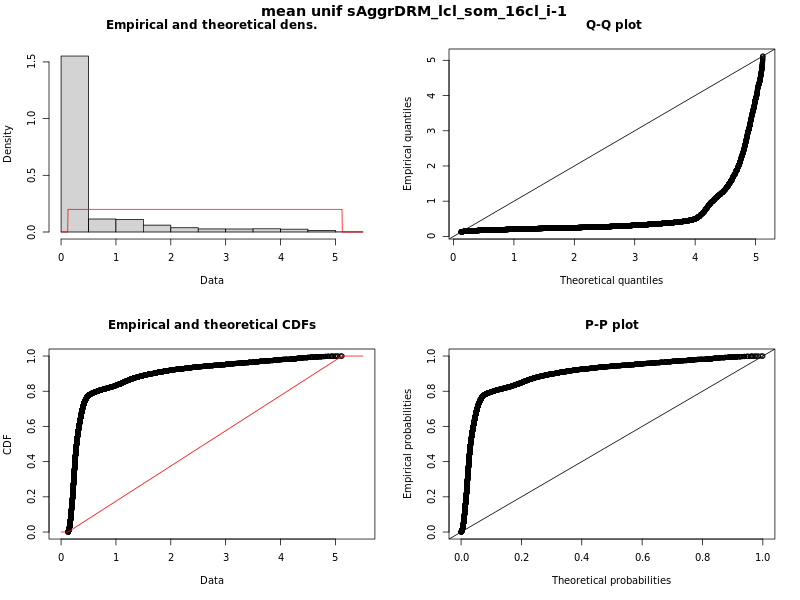 mean unif sAggrDRM_lcl_som_16cl_i-1
Empirical and theoretical dens.
Density
0.0 0.5 1.0 1.5
0 1 2 3 4 5
Data
Q-Q plot
Empirical quantiles
0 1 2 3 4 5
0 1 2 3 4 5
Theoretical quantiles
Empirical and theoretical CDFs
CDF
0.0 0.2 0.4 0.6 0.8 1.0
0 1 2 3 4 5
Data
P-P plot
Empirical probabilities
0.0 0.2 0.4 0.6 0.8 1.0
0.0 0.2 0.4 0.6 0.8 1.0
Theoretical probabilities